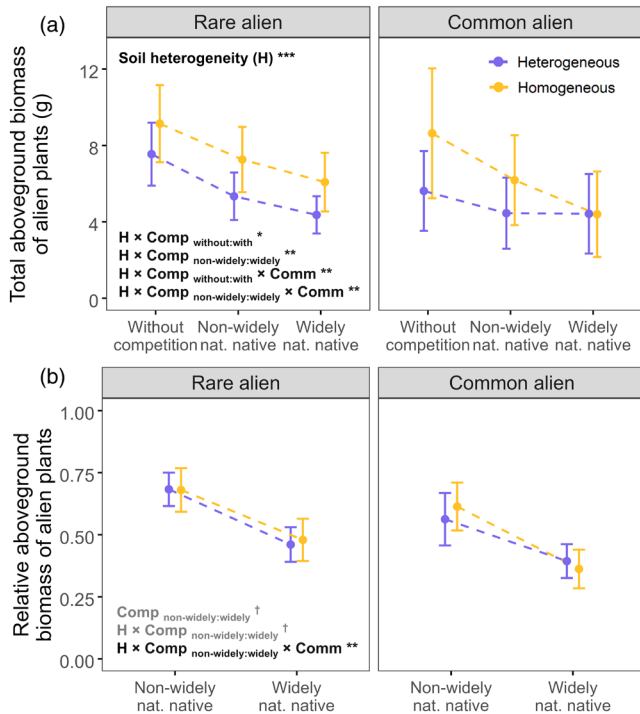 (a)
Rare alien
Common alien
Total aboveground biomass
of alien plants (g)
12
8
4
0
Soil heterogeneity (H) ***
Heterogeneous
Homogeneous
H × Comp without:with *
H × Comp non-widely:widely **
H × Comp without:with × Comm **
H × Comp non-widely:widely × Comm **
Without
competition
Non-widely
nat. native
Widely
nat. native
Without
competition
Non-widely
nat. native
Widely
nat. native
(b)
Rare alien
Common alien
Relative aboveground
biomass of alien plants
1.00
0.75
0.50
0.25
0.00
Comp non-widely:widely †
H × Comp non-widely:widely †
H × Comp non-widely:widely × Comm **
Non-widely
nat. native
Widely
nat. native
Non-widely
nat. native
Widely
nat. native